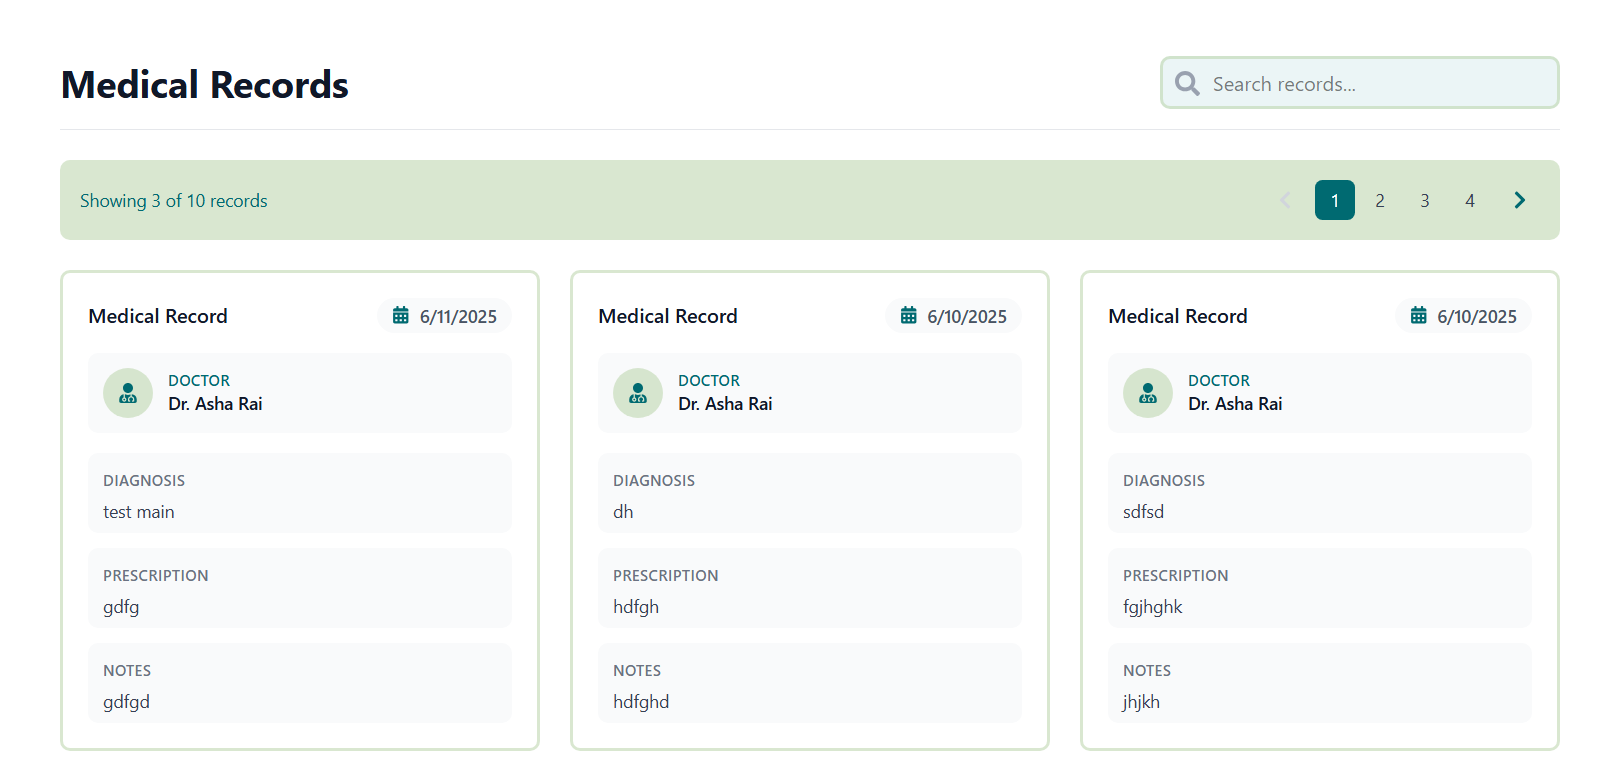 Medical Records
Search records...
Showing 3 of 10 records
1 2 3 4
Medical Record
6/11/2025
DOCTOR
Dr. Asha Rai
DIAGNOSIS
test main
PRESCRIPTION
gdfg
NOTES
gdfgd
Medical Record
6/10/2025
DOCTOR
Dr. Asha Rai
DIAGNOSIS
dh
PRESCRIPTION
hdfgh
NOTES
hdfghd
Medical Record
6/10/2025
DOCTOR
Dr. Asha Rai
DIAGNOSIS
sdfsd
PRESCRIPTION
fgjhghk
NOTES
jhjkh